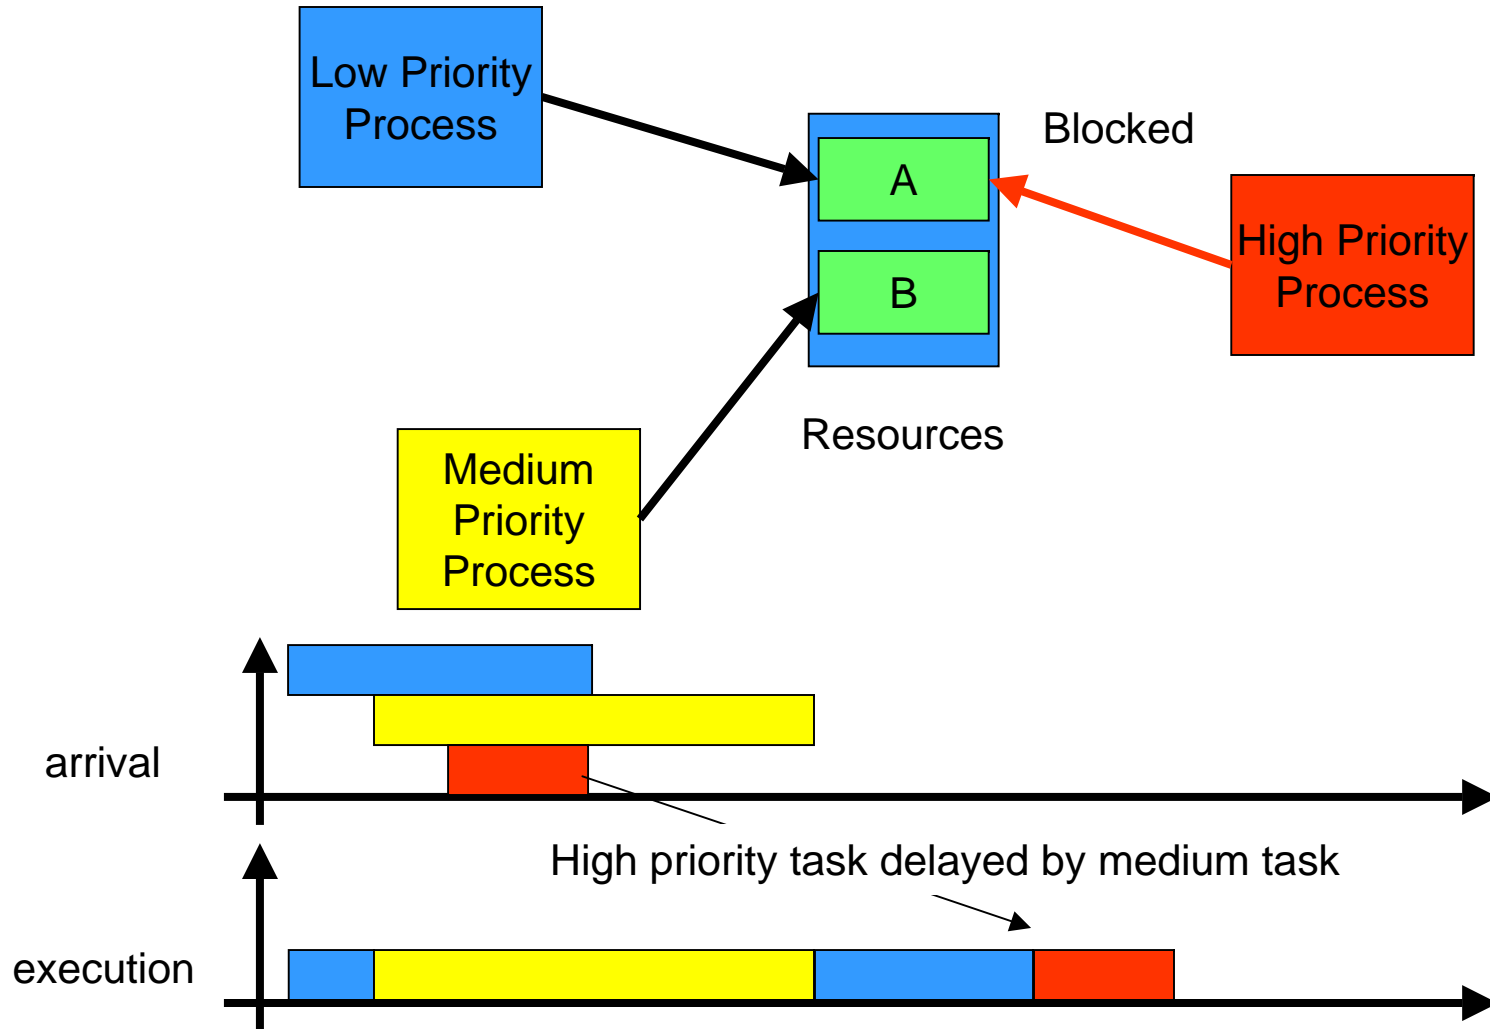 Low Priority
Process
A
Blocked
High Priority
Process
B
Resources
Medium
Priority
Process
arrival
High priority task delayed by medium task
execution